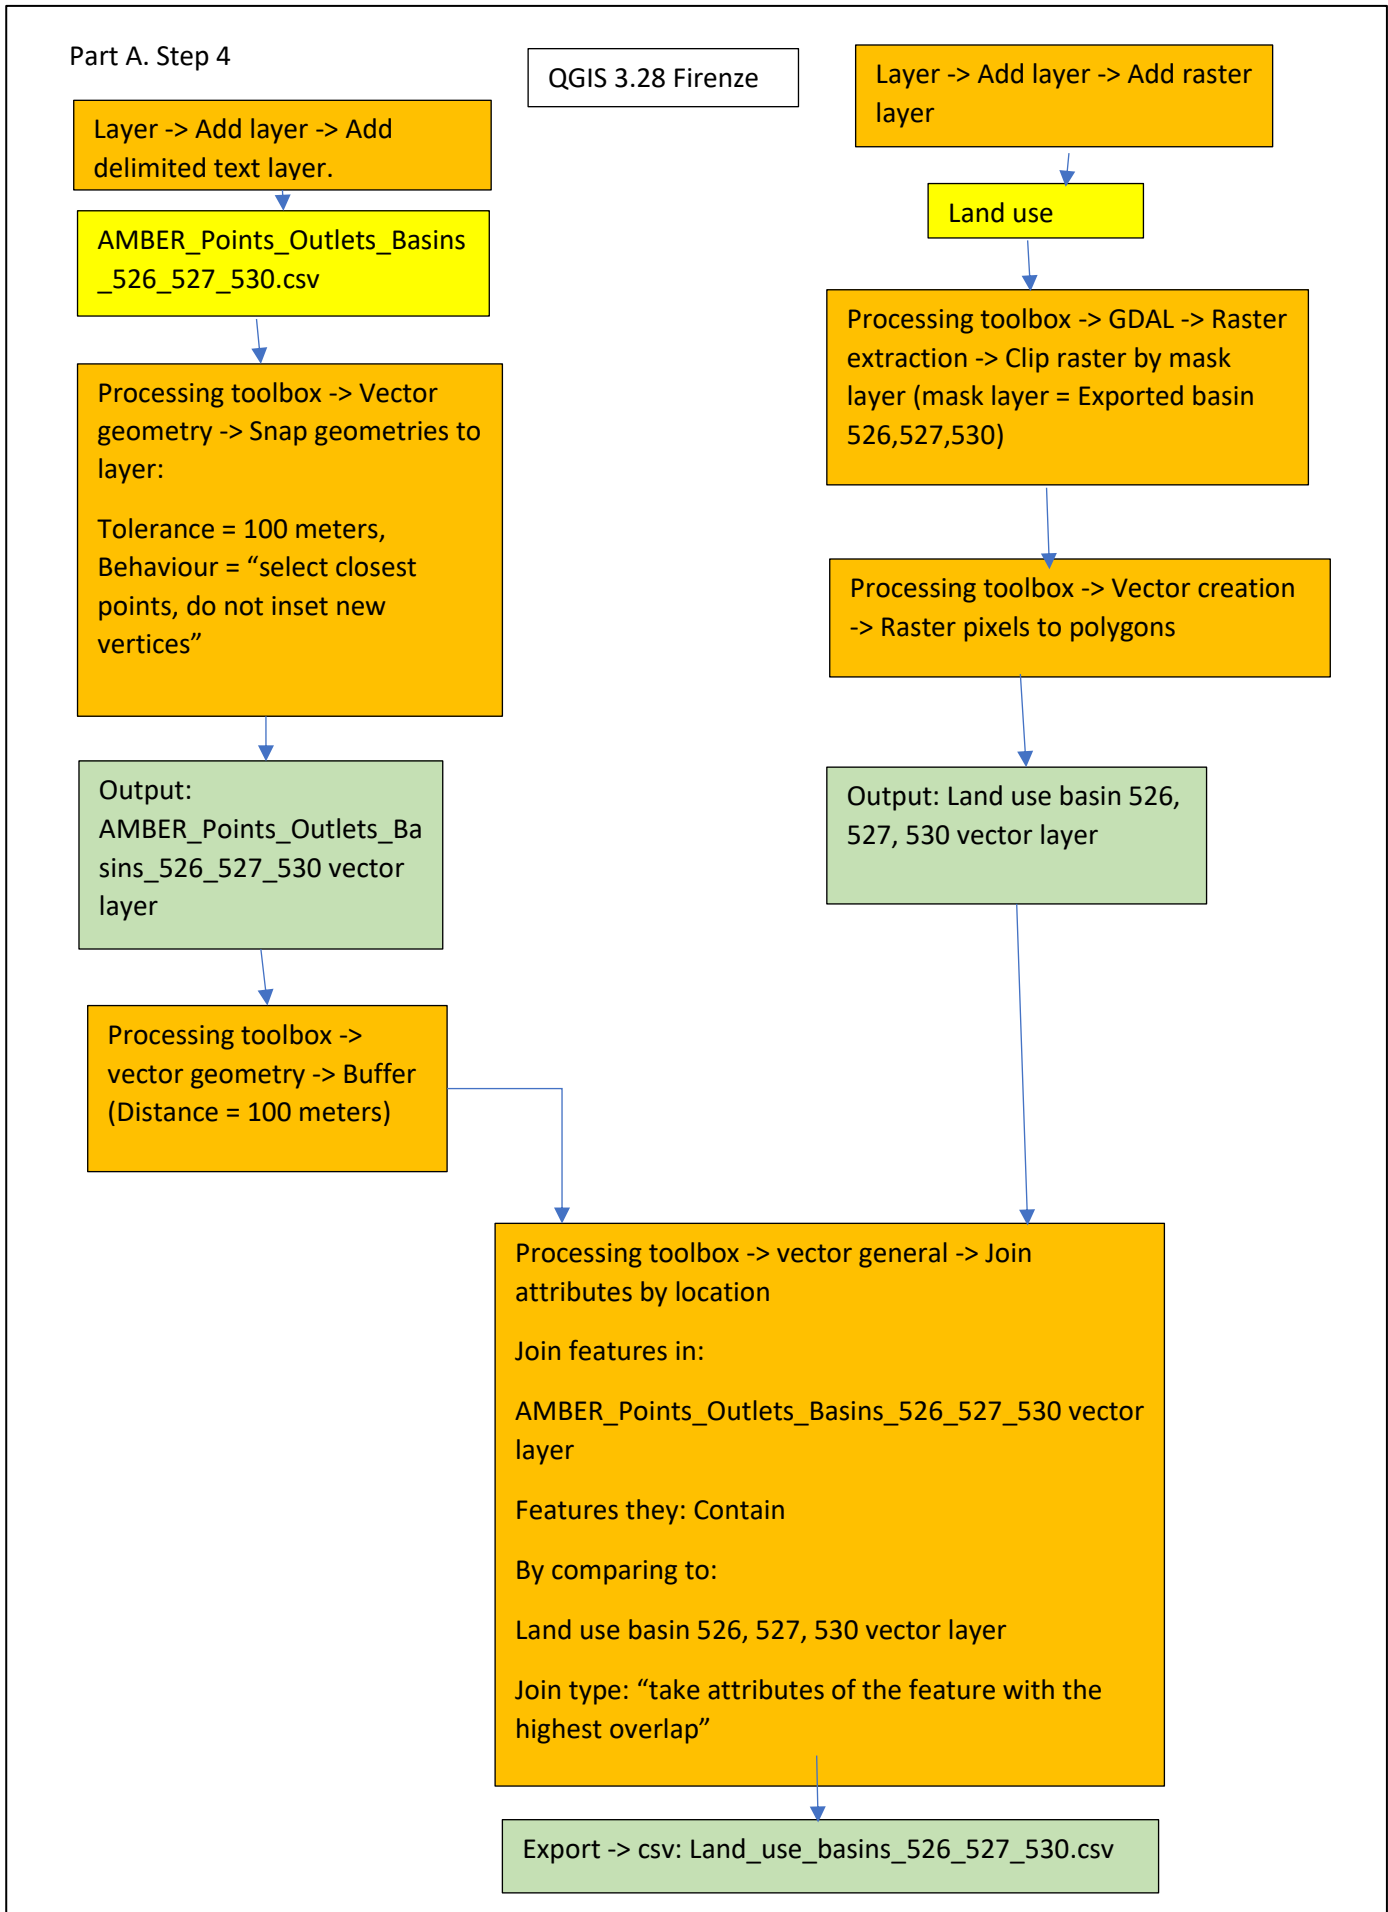 Part A. Step 4
QGIS 3.28 Firenze
Layer -> Add layer -> Add
delimited text layer.
AMBER_Points_Outlets_Basins
_526_527_530.csv
Processing toolbox -> Vector
geometry -> Snap geometries to
layer:
Tolerance = 100 meters,
Behaviour = “select closest
points, do not inset new
vertices”
Output:
AMBER_Points_Outlets_Ba
sins_526_527_530 vector
layer
Processing toolbox ->
vector geometry -> Buffer
(Distance = 100 meters)
Layer -> Add layer -> Add raster
layer
Land use
Processing toolbox -> GDAL -> Raster
extraction -> Clip raster by mask
layer (mask layer = Exported basin
526,527,530)
Processing toolbox -> Vector creation
-> Raster pixels to polygons
Output: Land use basin 526,
527, 530 vector layer
Processing toolbox -> vector general -> Join
attributes by location
Join features in:
AMBER_Points_Outlets_Basins_526_527_530 vector
layer
Features they: Contain
By comparing to:
Land use basin 526, 527, 530 vector layer
Join type: “take attributes of the feature with the
highest overlap”
Export -> csv: Land_use_basins_526_527_530.csv